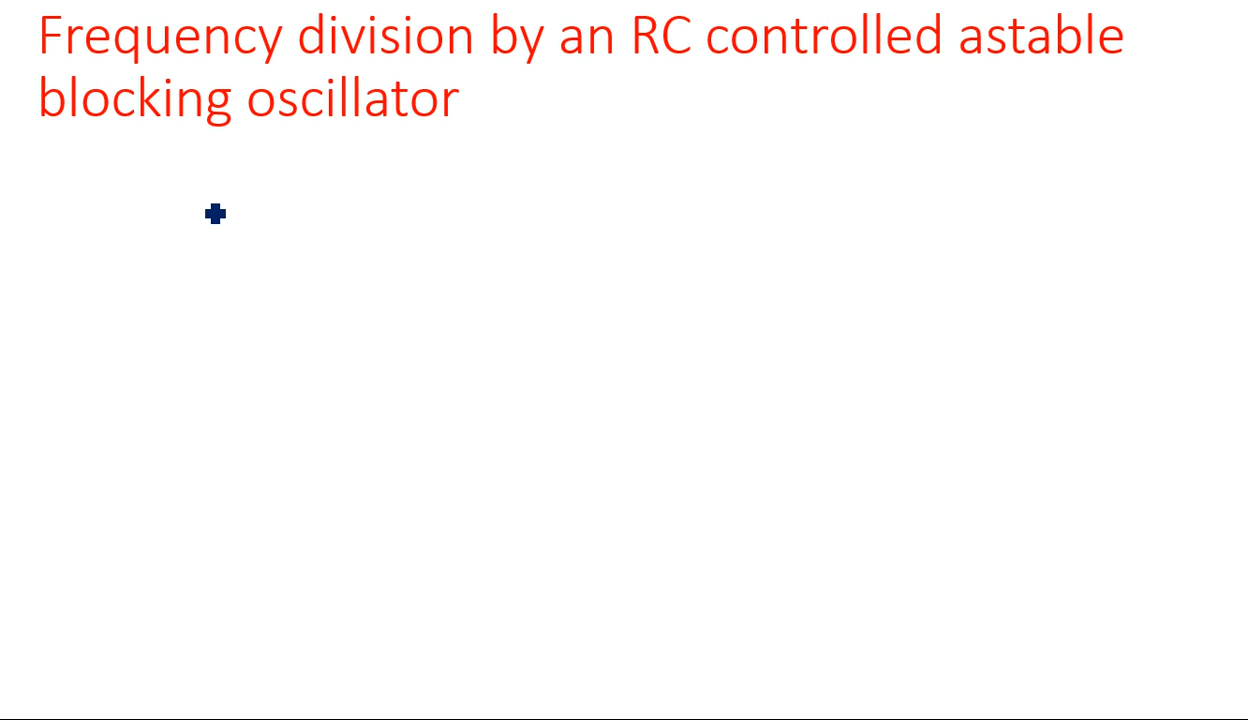 Frequency division by an RC controlled astable
blocking oscillator